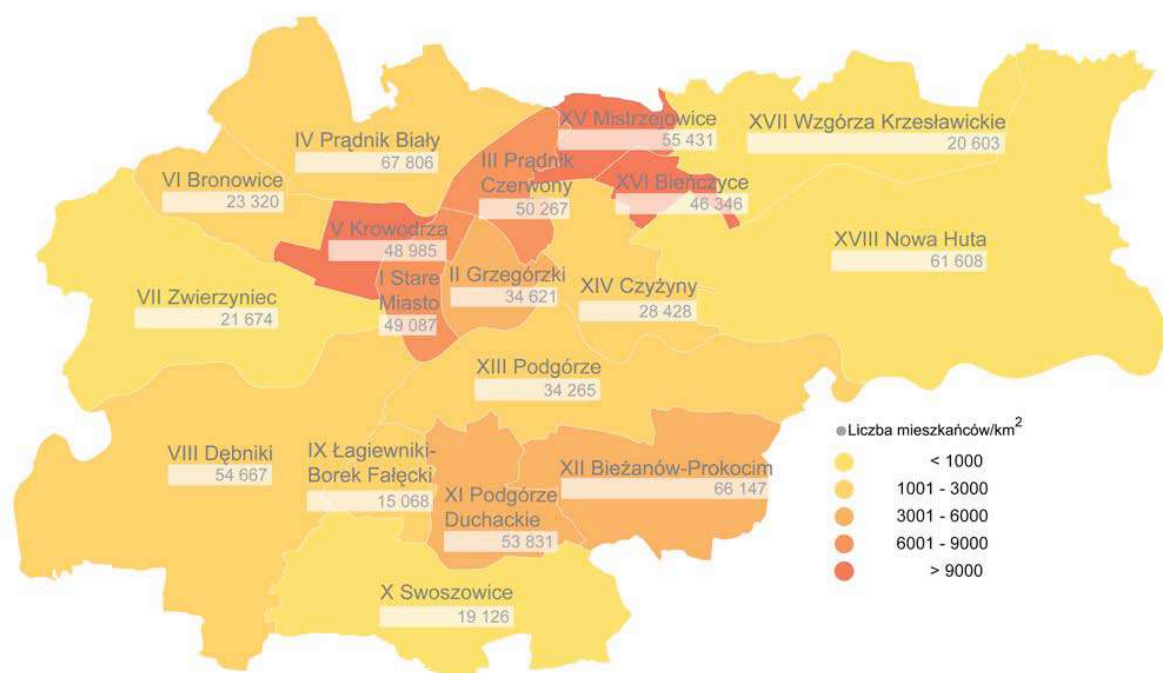 XV Mistrzejowice
55 431
XVII Wzgórza Krzesławickie
20 603
IV Prądnik Biały
67 806
III Prądnik
Czerwony
50 267
VI Bronowice
23 320
XVI Bieńczyce
46 346
V Krowodrza
48 985
XVIII Nowa Huta
61 608
I Stare
Miasto
49 087
II Grzegórzki
34 621
XIV Czyżyny
28 428
VII Zwierzyniec
21 674
XIII Podgórze
34 265
VIII Dębniki
54 667
IX Łagiewniki-
Borek Fałęcki
15 068
XI Podgórze
Duchackie
53 831
XII Bieżanów-Prokocim
66 147
X Swoszowice
19 126
Liczba mieszkańców/km²
< 1000
1001 - 3000
3001 - 6000
6001 - 9000
> 9000